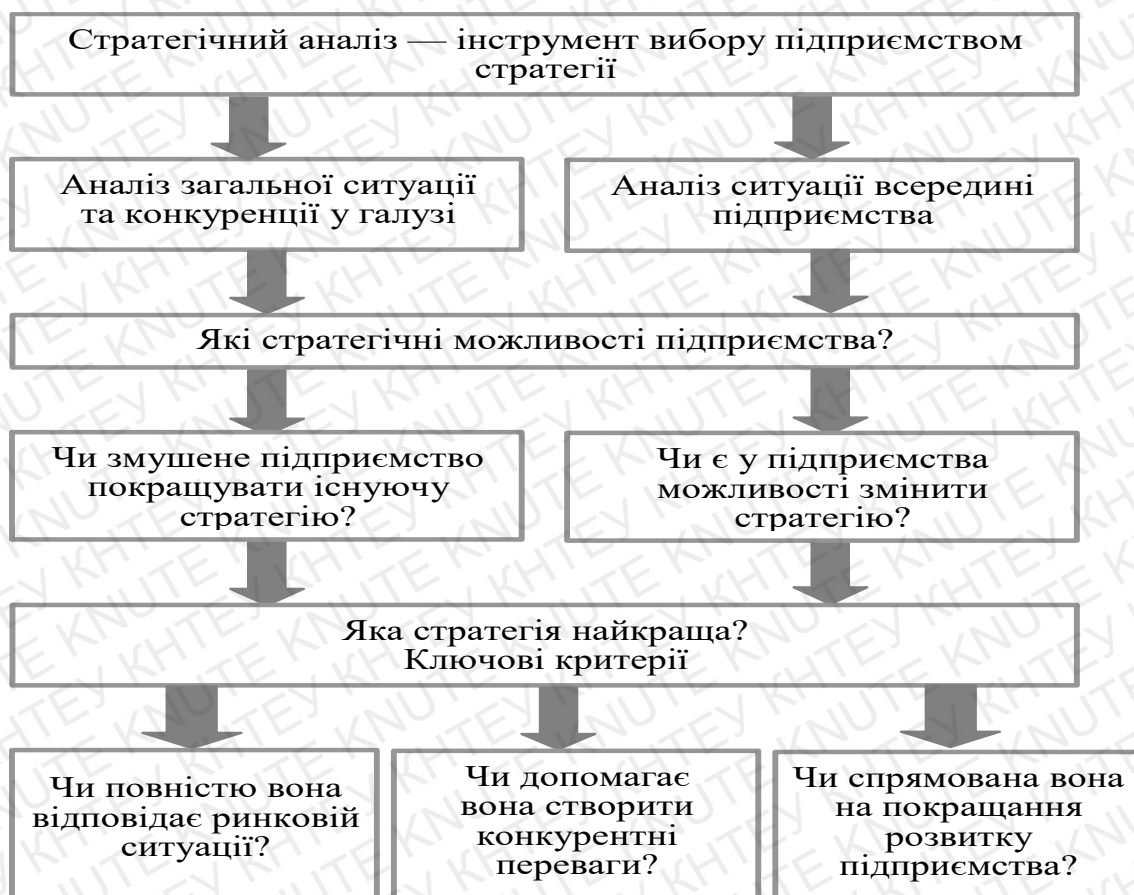 Стратегічний аналіз — інструмент вибору підприємством
стратегії
Аналіз загальної ситуації
та конкуренції у галузі
Аналіз ситуації всередині
підприємства
Які стратегічні можливості підприємства?
Чи змушене підприємство
покращувати існуючу
стратегію?
Чи є у підприємства
можливості змінити
стратегію?
Яка стратегія найкраща?
Ключові критерії
Чи повністю вона
відповідає ринковій
ситуації?
Чи допомагає
вона створити
конкурентні
переваги?
Чи спрямована вона
на покращання
розвитку
підприємства?